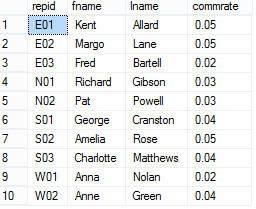 repid fname lname commrate
1 E01 Kent Allard 0.05
2 E02 Margo Lane 0.05
3 E03 Fred Bartell 0.02
4 N01 Richard Gibson 0.03
5 N02 Pat Powell 0.03
6 S01 George Cranston 0.04
7 S02 Amelia Rose 0.05
8 S03 Charlotte Matthews 0.04
9 W01 Anna Nolan 0.02
10 W02 Anne Green 0.04